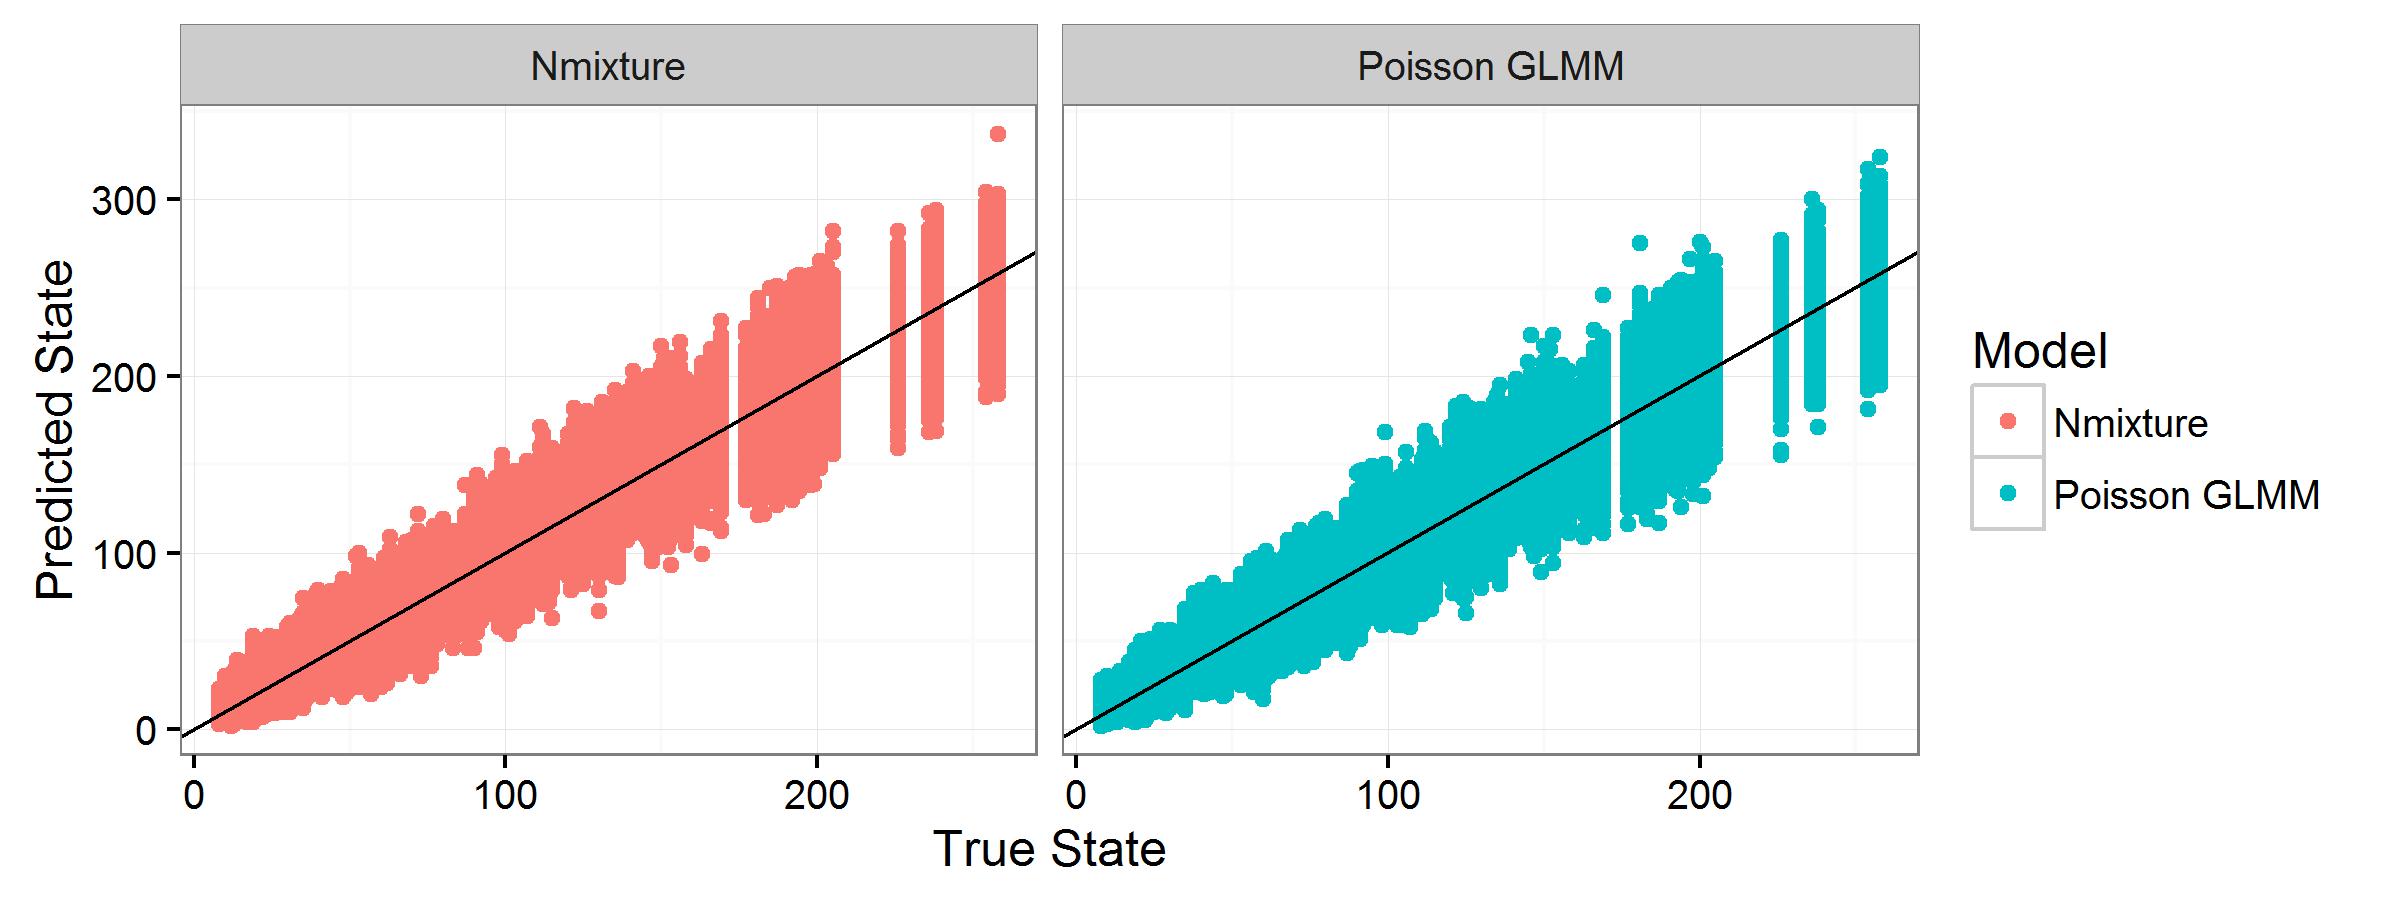 Nmixture
Poisson GLMM
Predicted State
300
200
100
0
0 100 200
0 100 200
True State
Model
Nmixture
Poisson GLMM